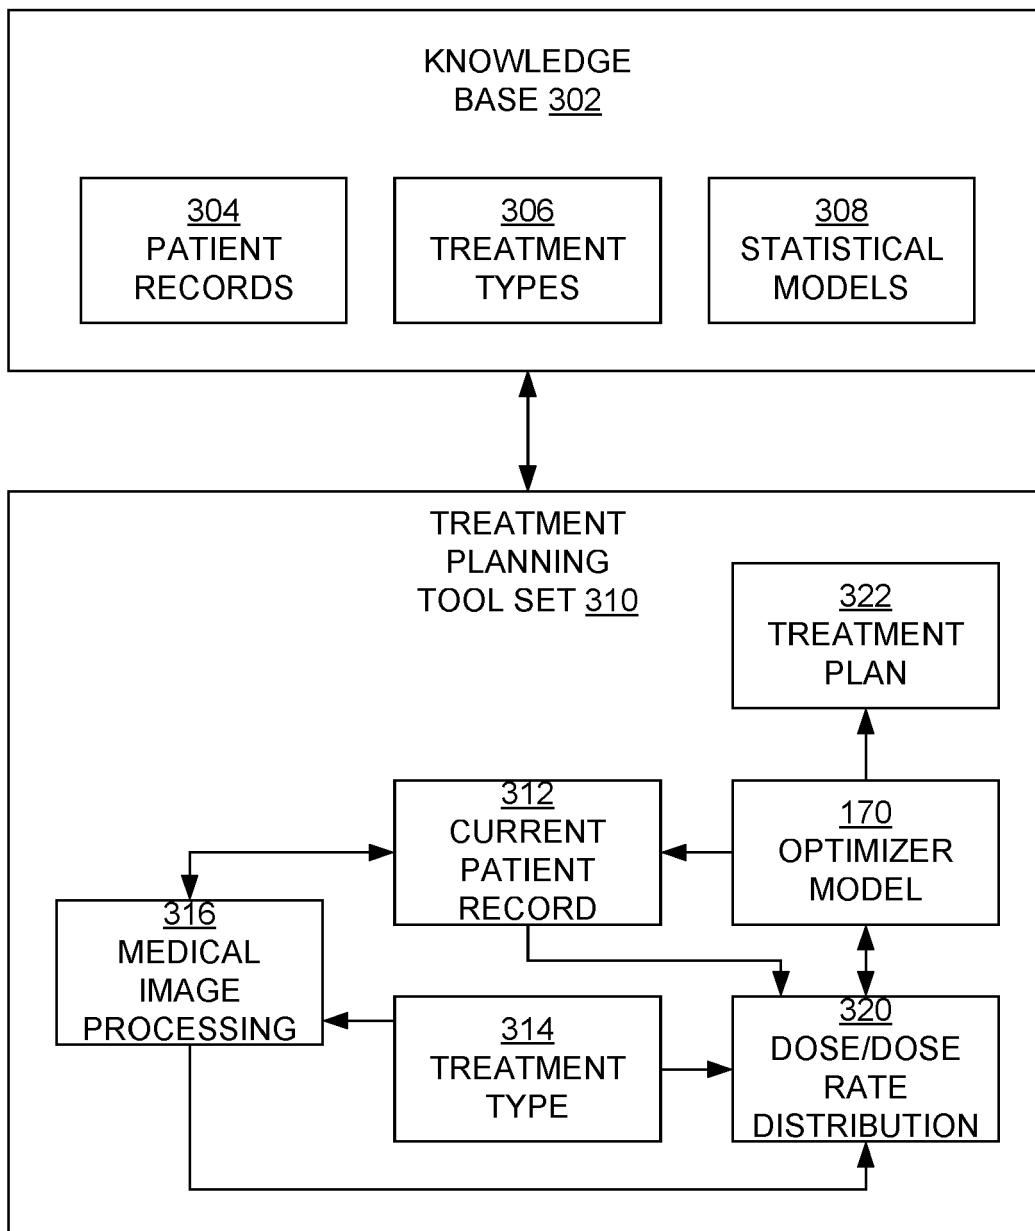 KNOWLEDGE
BASE 302
304
PATIENT
RECORDS
306
TREATMENT
TYPES
308
STATISTICAL
MODELS
TREATMENT
PLANNING
TOOL SET 310
322
TREATMENT
PLAN
312
CURRENT
PATIENT
RECORD
170
OPTIMIZER
MODEL
316
MEDICAL
IMAGE
PROCESSING
314
TREATMENT
TYPE
320
DOSE/DOSE
RATE
DISTRIBUTION